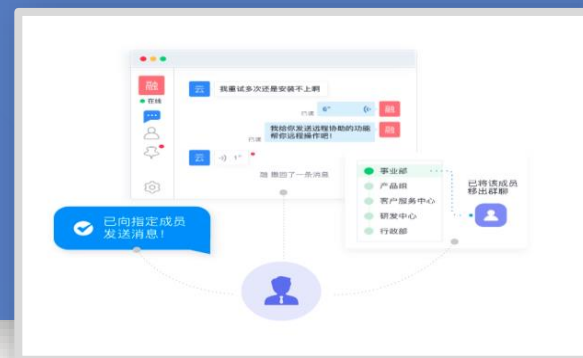 融
在线
云 我重试多次还是安装不上啊
已读 6" 融
我给你发送远程协助的功能
帮你远程操作吧！
已读 融
云 1"
融 撤回了一条消息
已向指定成员
发送消息！
事业部
产品组
客户服务中心
研发中心
行政部
已将该成员
移出群聊